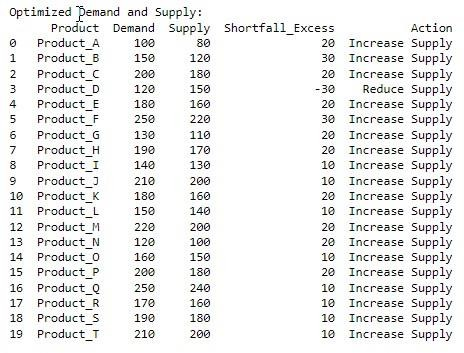 Optimized Demand and Supply:
Product Demand Supply Shortfall_Excess Action
0 Product_A 100 80 20 Increase Supply
1 Product_B 150 120 30 Increase Supply
2 Product_C 200 180 20 Increase Supply
3 Product_D 120 150 -30 Reduce Supply
4 Product_E 180 160 20 Increase Supply
5 Product_F 250 220 30 Increase Supply
6 Product_G 130 110 20 Increase Supply
7 Product_H 190 170 20 Increase Supply
8 Product_I 140 130 10 Increase Supply
9 Product_J 210 200 10 Increase Supply
10 Product_K 180 160 20 Increase Supply
11 Product_L 150 140 10 Increase Supply
12 Product_M 220 200 20 Increase Supply
13 Product_N 120 100 20 Increase Supply
14 Product_O 160 150 10 Increase Supply
15 Product_P 200 180 20 Increase Supply
16 Product_Q 250 240 10 Increase Supply
17 Product_R 170 160 10 Increase Supply
18 Product_S 190 180 10 Increase Supply
19 Product_T 210 200 10 Increase Supply